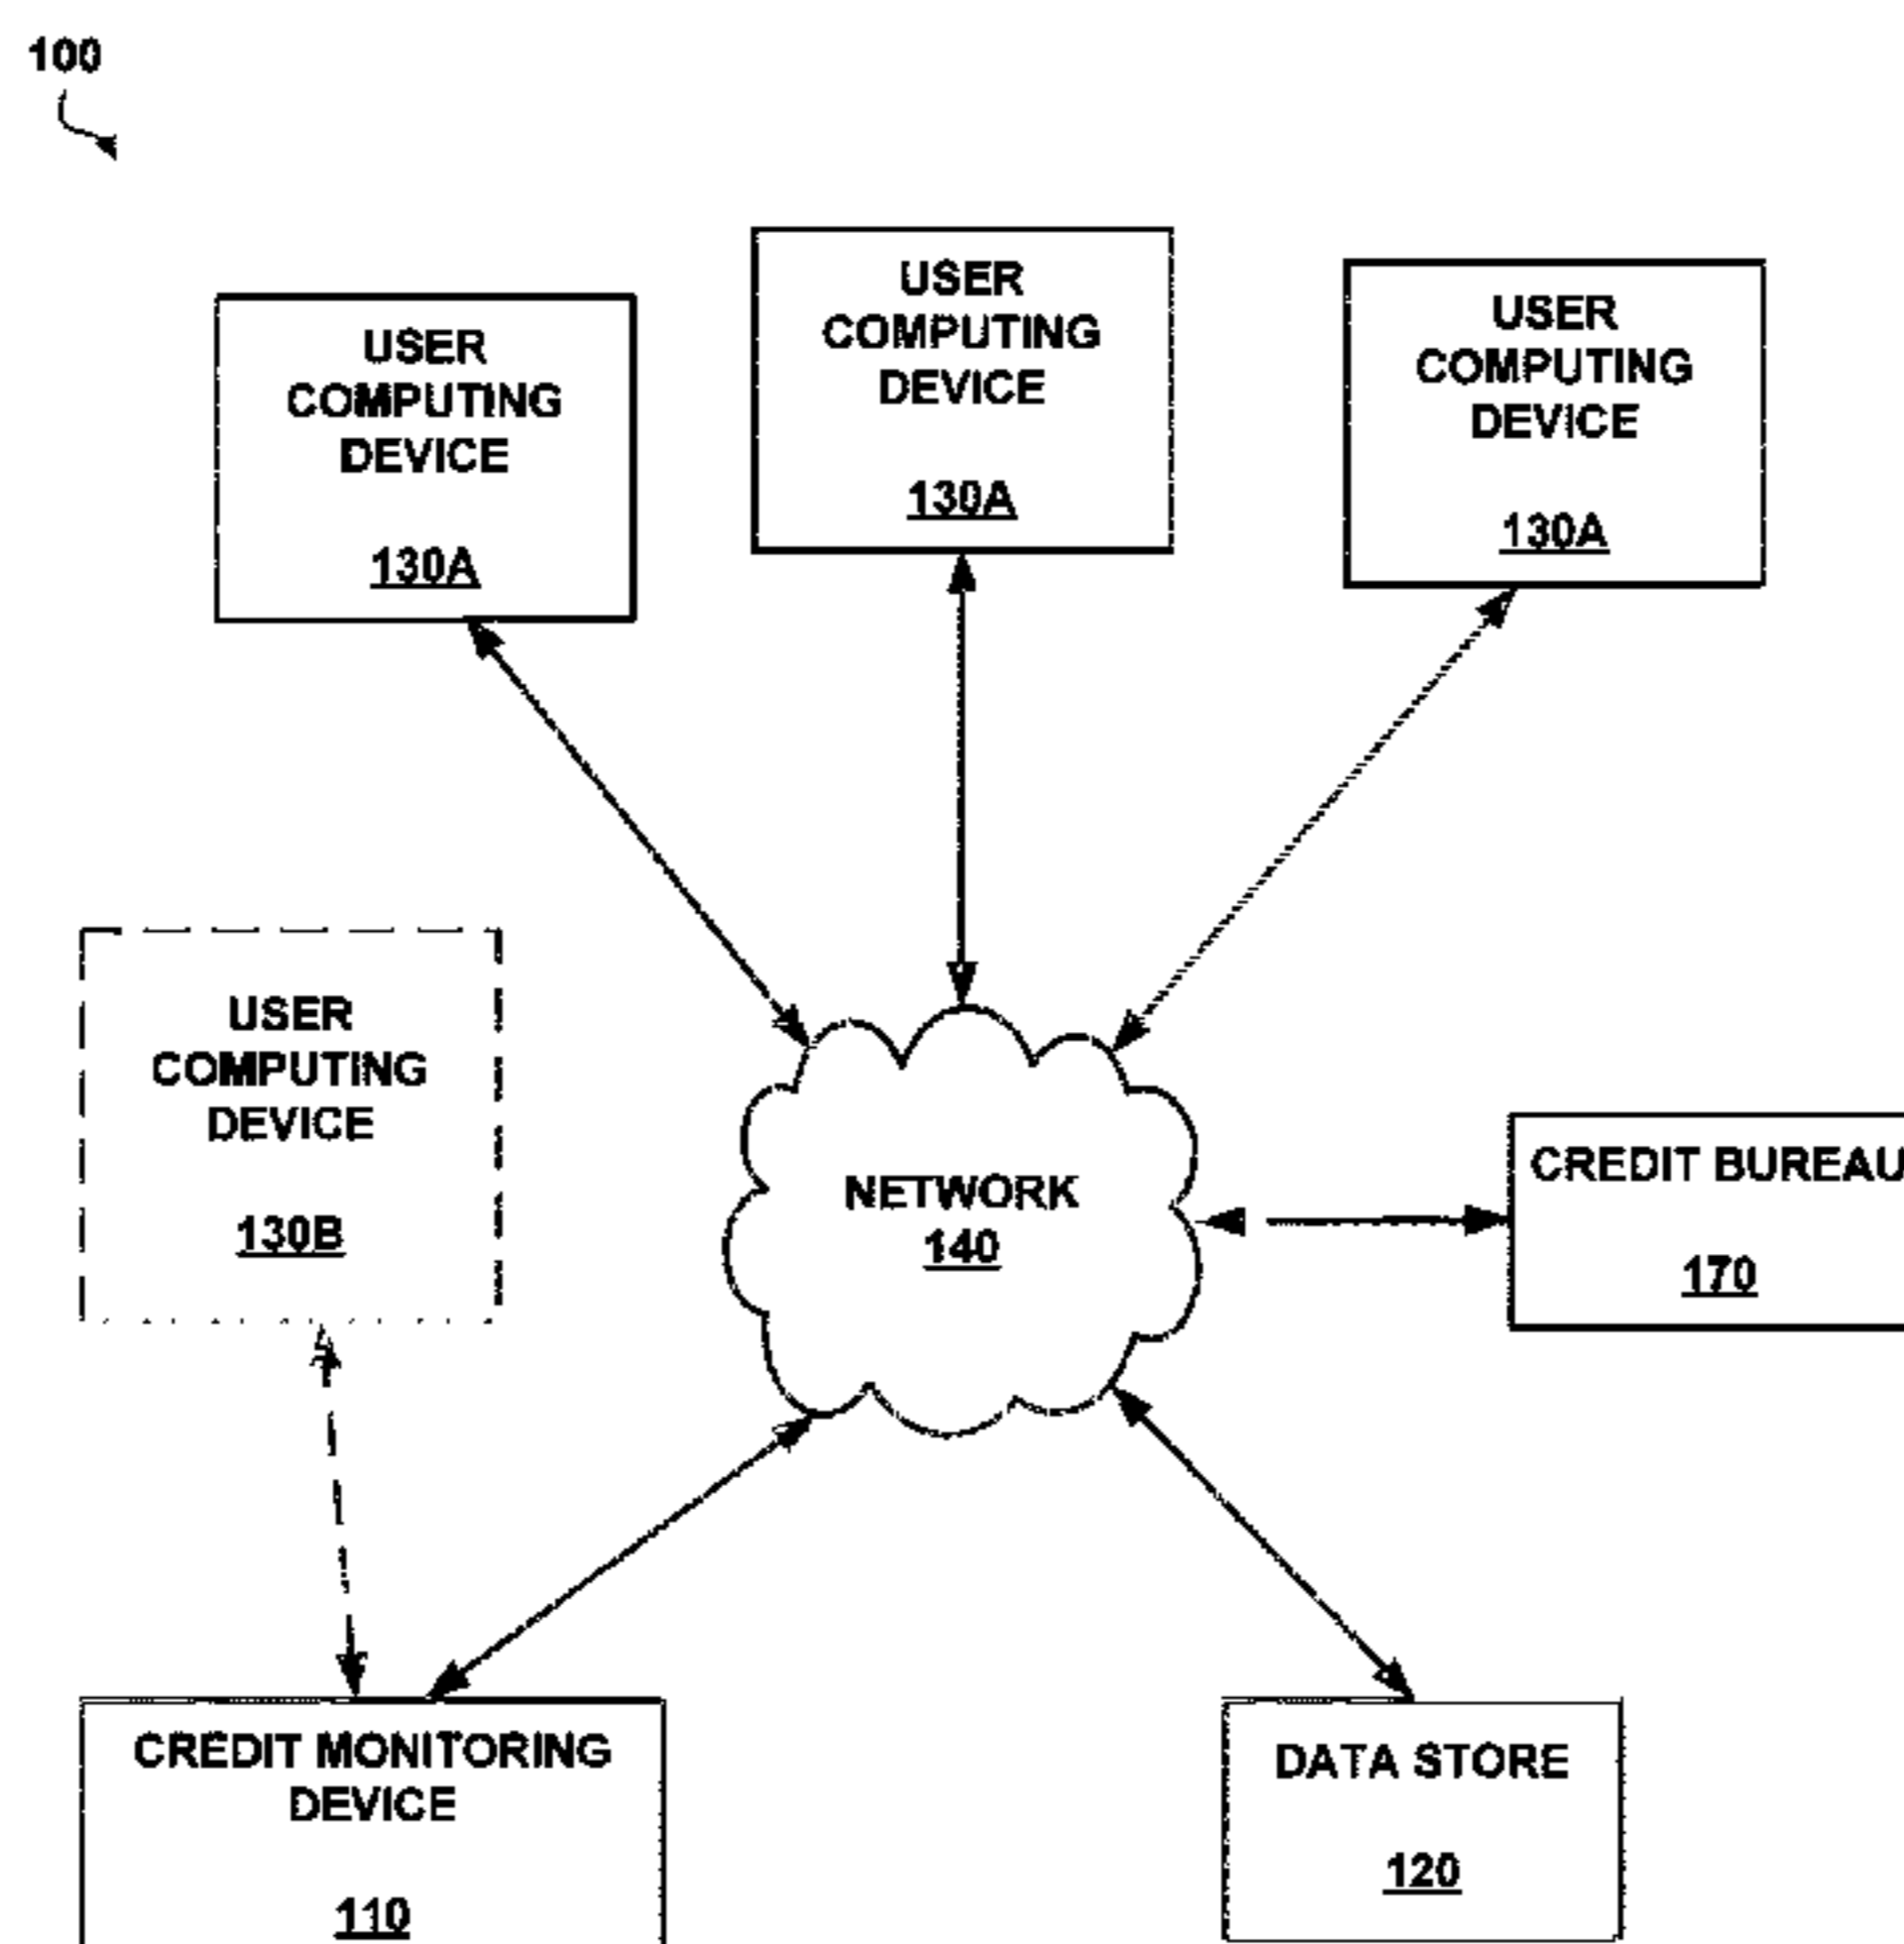 100
USER
COMPUTING
DEVICE
130A
USER
COMPUTING
DEVICE
130A
USER
COMPUTING
DEVICE
130A
USER
COMPUTING
DEVICE
130B
NETWORK
140
CREDIT BUREAU
170
CREDIT MONITORING
DEVICE
110
DATA STORE
120